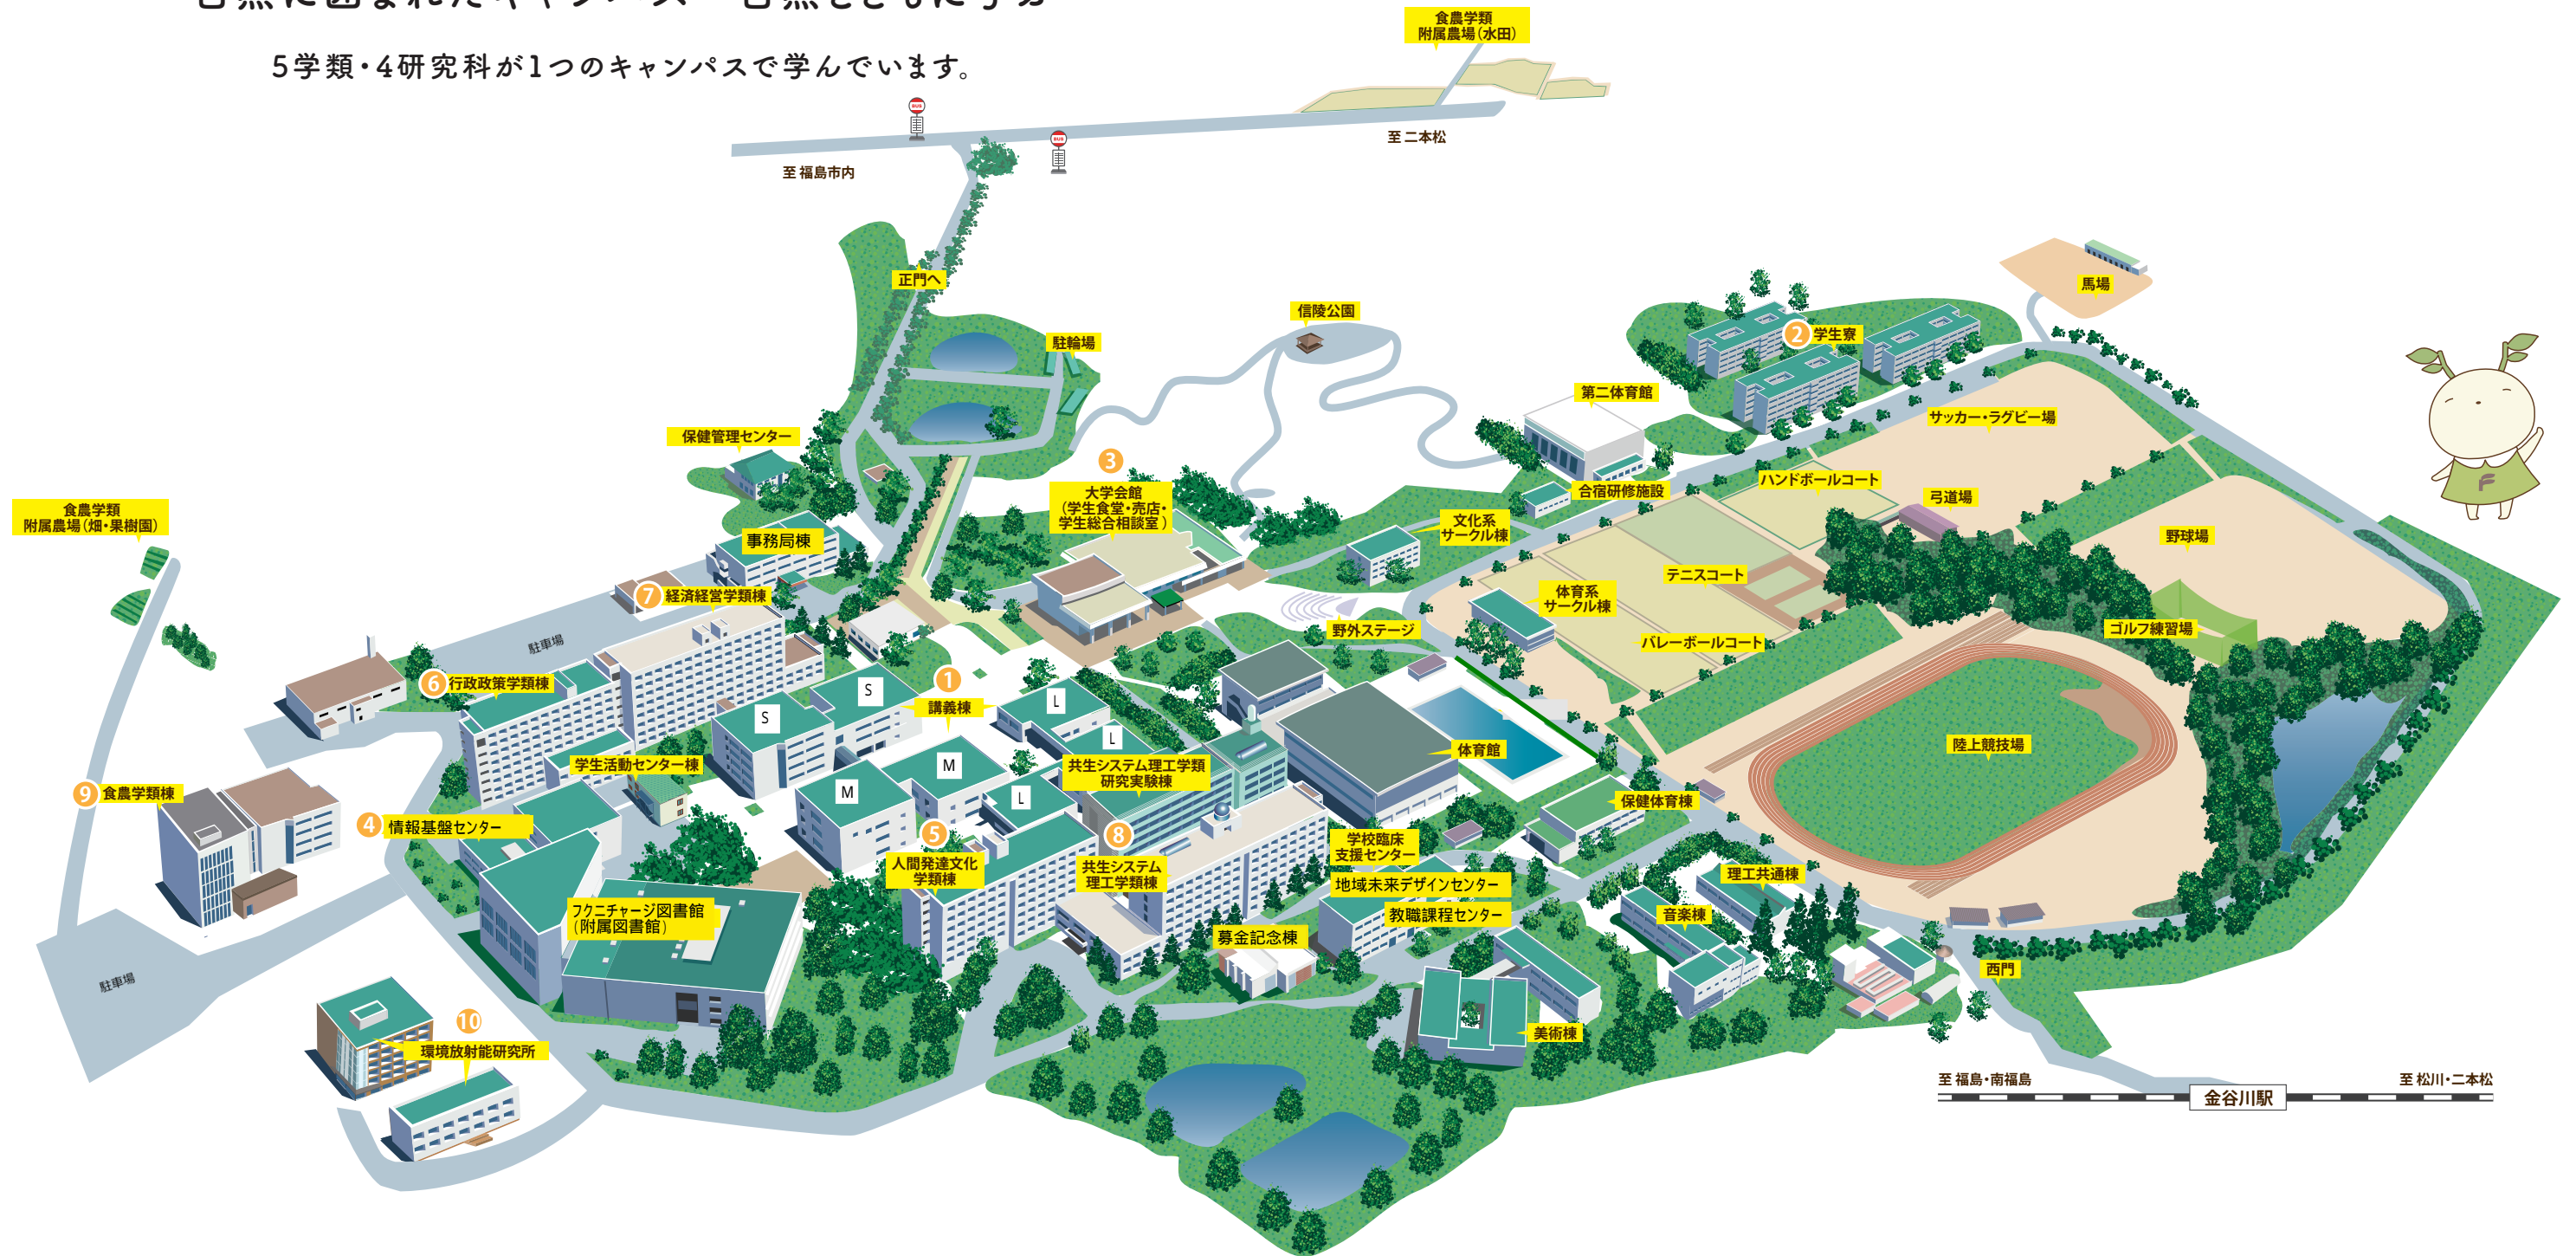 5学類・4研究科が1つのキャンパスで学んでいます。
食農学類
附属農場(水田)
BUS
BUS
至 二本松
至 福島市内
正門へ
馬場
信陵公園
駐輪場
2 学生寮
第二体育館
サッカー・ラグビー場
保健管理センター
3
大学会館
(学生食堂・売店・
学生総合相談室)
合宿研修施設
ハンドボールコート
弓道場
食農学類
附属農場(畑・果樹園)
文化系
サークル棟
野球場
事務局棟
テニスコート
7 経済経営学類棟
体育系
サークル棟
野外ステージ
ゴルフ練習場
バレーボールコート
駐車場
6 行政政策学類棟
1
講義棟
S
S
L
L
M
M
L
陸上競技場
体育館
学生活動センター棟
共生システム理工学類
研究実験棟
9 食農学類棟
保健体育棟
4 情報基盤センター
5
人間発達文化
学類棟
8
共生システム
理工学類棟
学校臨床
支援センター
地域未来デザインセンター
教職課程センター
理工共通棟
音楽棟
フクニチャージ図書館
(附属図書館)
募金記念棟
西門
駐車場
美術棟
10
環境放射能研究所
至 福島・南福島
金谷川駅
至 松川・二本松
F